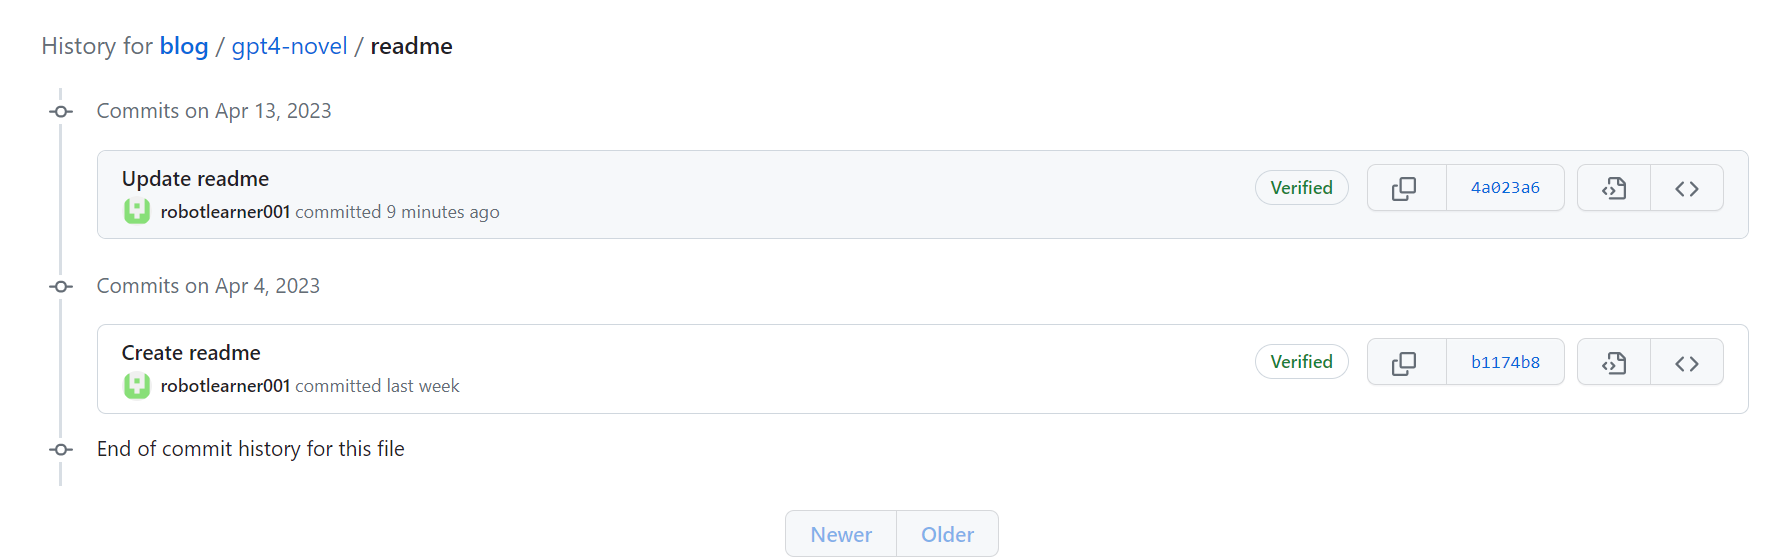 History for blog / gpt4-novel / readme
Commits on Apr 13, 2023
Update readme
robotlearner001 committed 9 minutes ago
Verified
4a023a6
Commits on Apr 4, 2023
Create readme
robotlearner001 committed last week
Verified
b1174b8
End of commit history for this file
Newer
Older